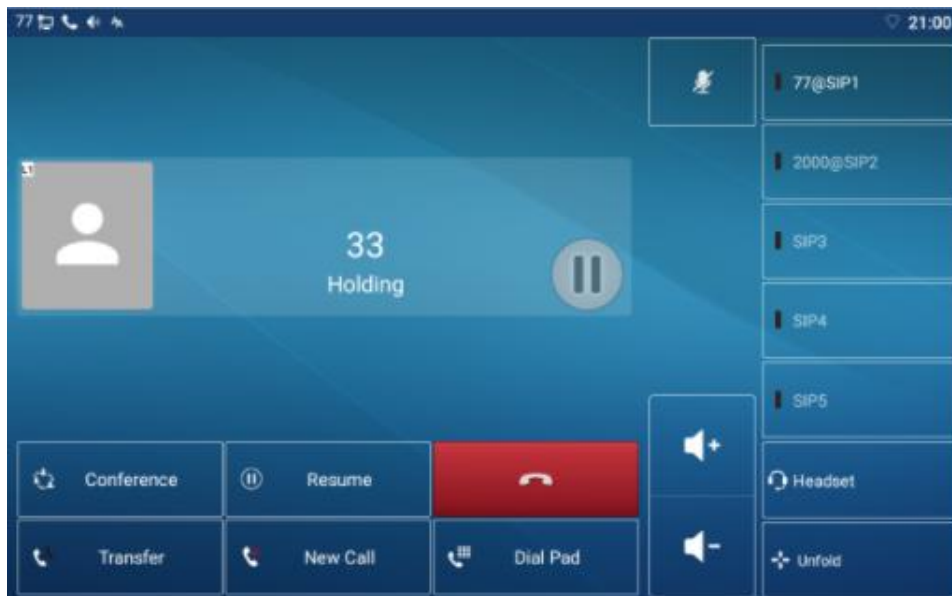 77 21:00
77@SIP1
2000@SIP2
L1
33
Holding
SIP3
SIP4
SIP5
Conference Resume
Headset
Transfer New Call Dial Pad
Unfold